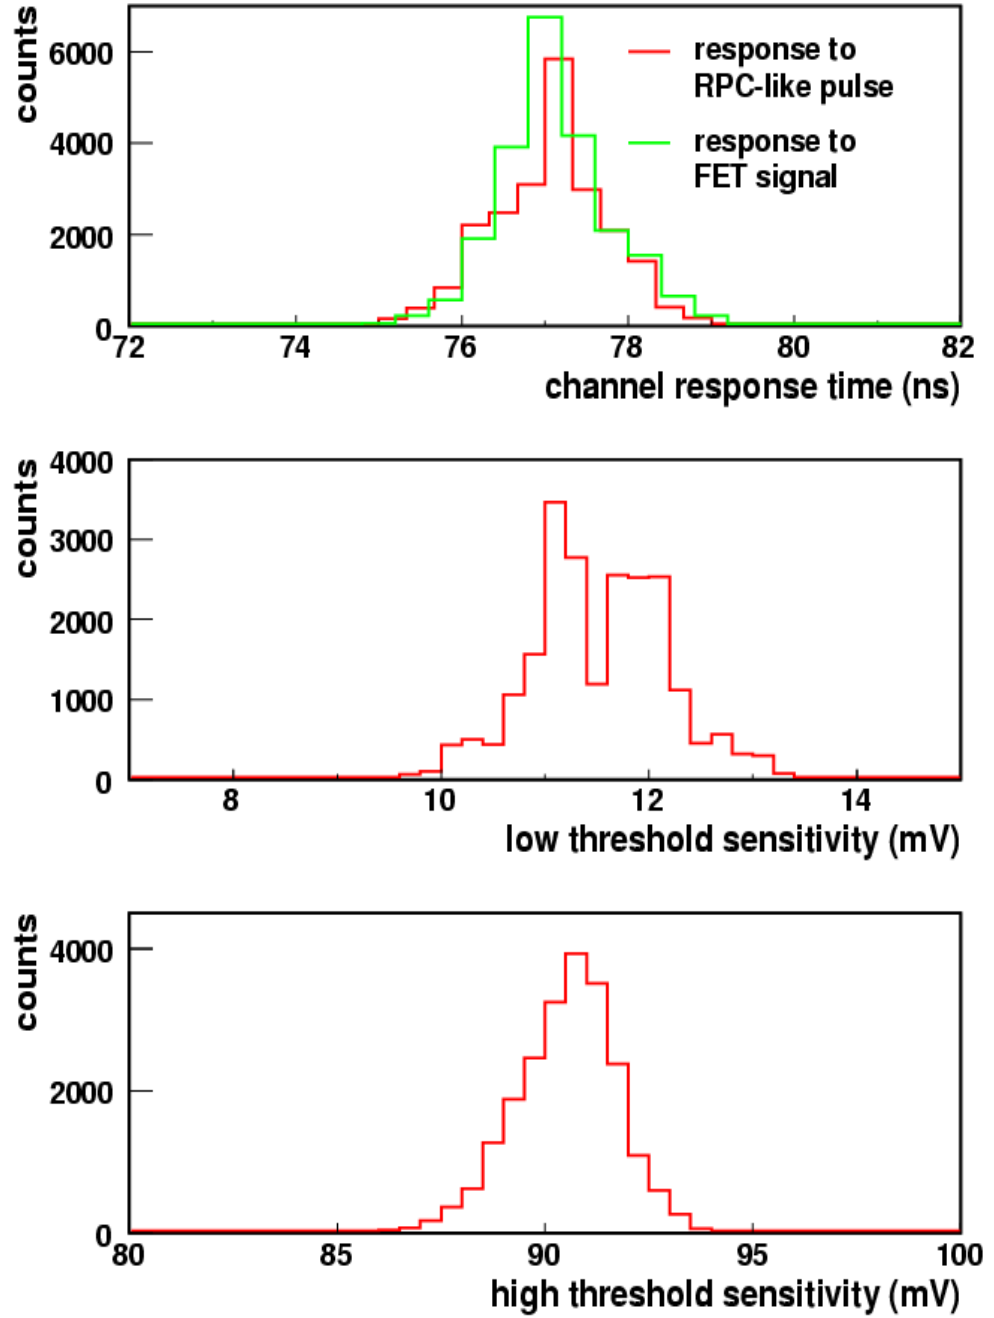 counts
6000
4000
2000
0
response to
RPC-like pulse
response to
FET signal
72 74 76 78 80 82
channel response time (ns)
counts
4000
3000
2000
1000
0
8 10 12 14
low threshold sensitivity (mV)
counts
4000
2000
0
80 85 90 95 100
high threshold sensitivity (mV)